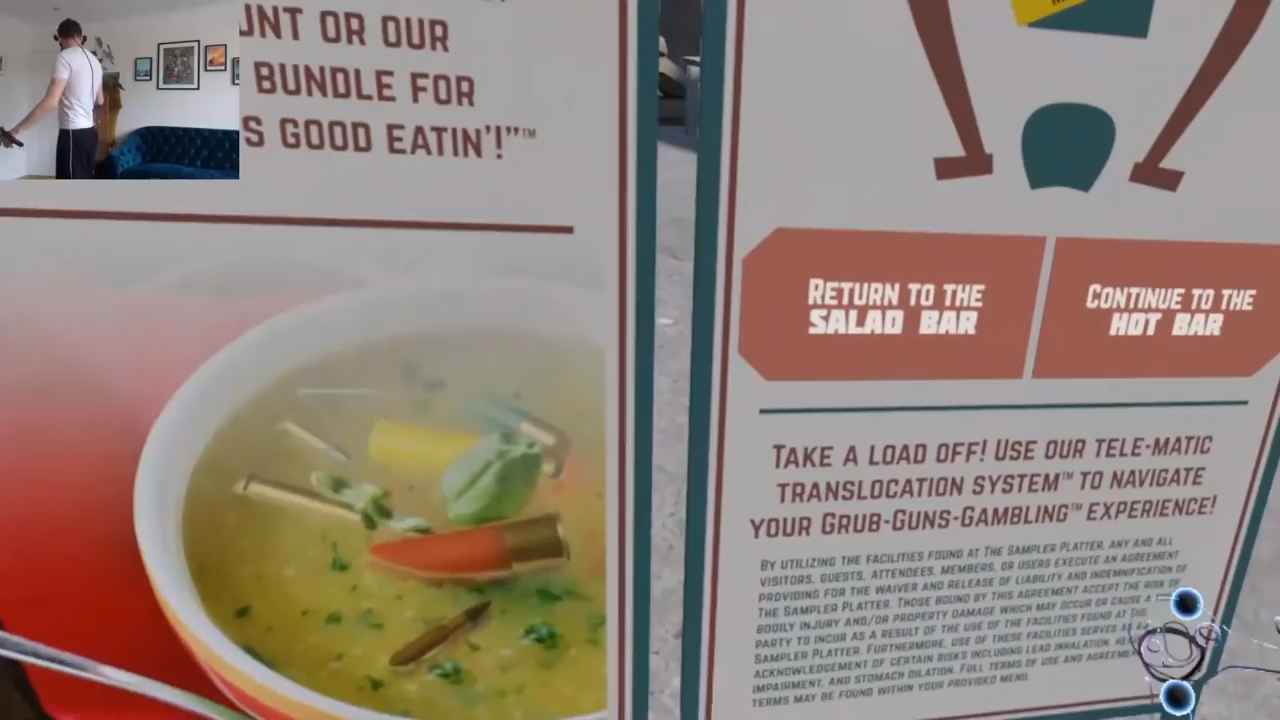 UNT OR OUR
BUNDLE FOR
S GOOD EATIN'!”™
RETURN TO THE
SALAD BAR
CONTINUE TO THE
HOT BAR
TAKE A LOAD OFF! USE OUR TELE-MATIC
TRANSLOCATION SYSTEM™ TO NAVIGATE
YOUR GRUB-GUNS-GAMBLING™ EXPERIENCE!
BY UTILIZING THE FACILITIES FOUND AT THE SAMPLER PLATTER, ANY AND ALL
VISITORS, GUESTS, ATTENDEES, MEMBERS, OR USERS EXECUTE AN AGREEMENT
PROVIDING FOR THE WAIVER AND RELEASE OF LIABILITY AND INDEMNIFICATION OF
THE SAMPLER PLATTER. THOSE BOUND BY THIS AGREEMENT ACCEPT THE RISK OF
BODILY INJURY AND/OR PROPERTY DAMAGE WHICH MAY OCCUR OR CAUSE A
PARTY TO INCUR AS A RESULT OF THE USE OF THE FACILITIES FOUND AT THE
SAMPLER PLATTER. FURTHERMORE, USE OF THESE FACILITIES SERVES AS
ACKNOWLEDGEMENT OF CERTAIN RISKS INCLUDING LEAD INHALATION,
IMPAIRMENT, AND STOMACH DILATION. FULL TERMS OF USE AND
TERMS MAY BE FOUND WITHIN YOUR PROVIDED MENU.